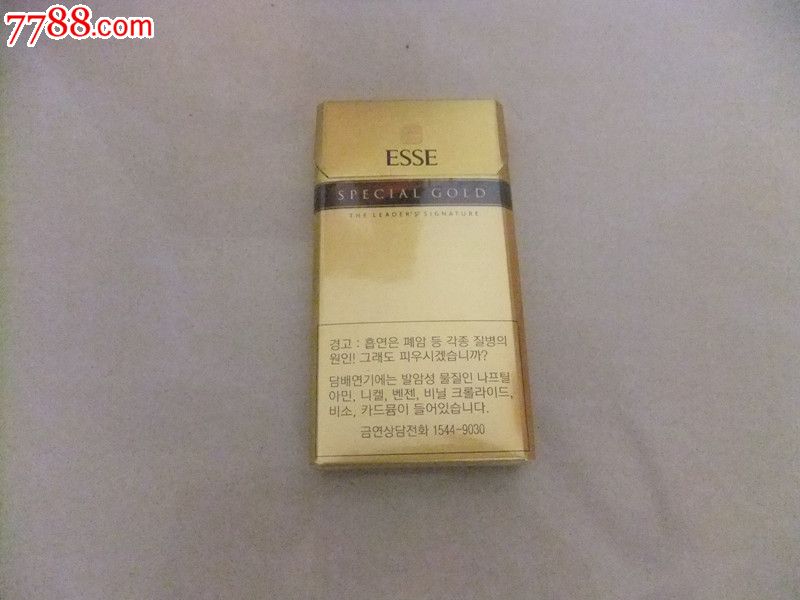 7788.com
ESSE
SPECIAL GOLD
THE LEADER'S SIGNATURE
경고 : 흡연은 폐암 등 각종 질병의
원인! 그래도 피우시겠습니까?
담배연기에는 발암성 물질인 나프틸
아민, 니켈, 벤젠, 비닐 크롤라이드,
비소, 카드뮴이 들어있습니다.
금연상담전화 1544-9030